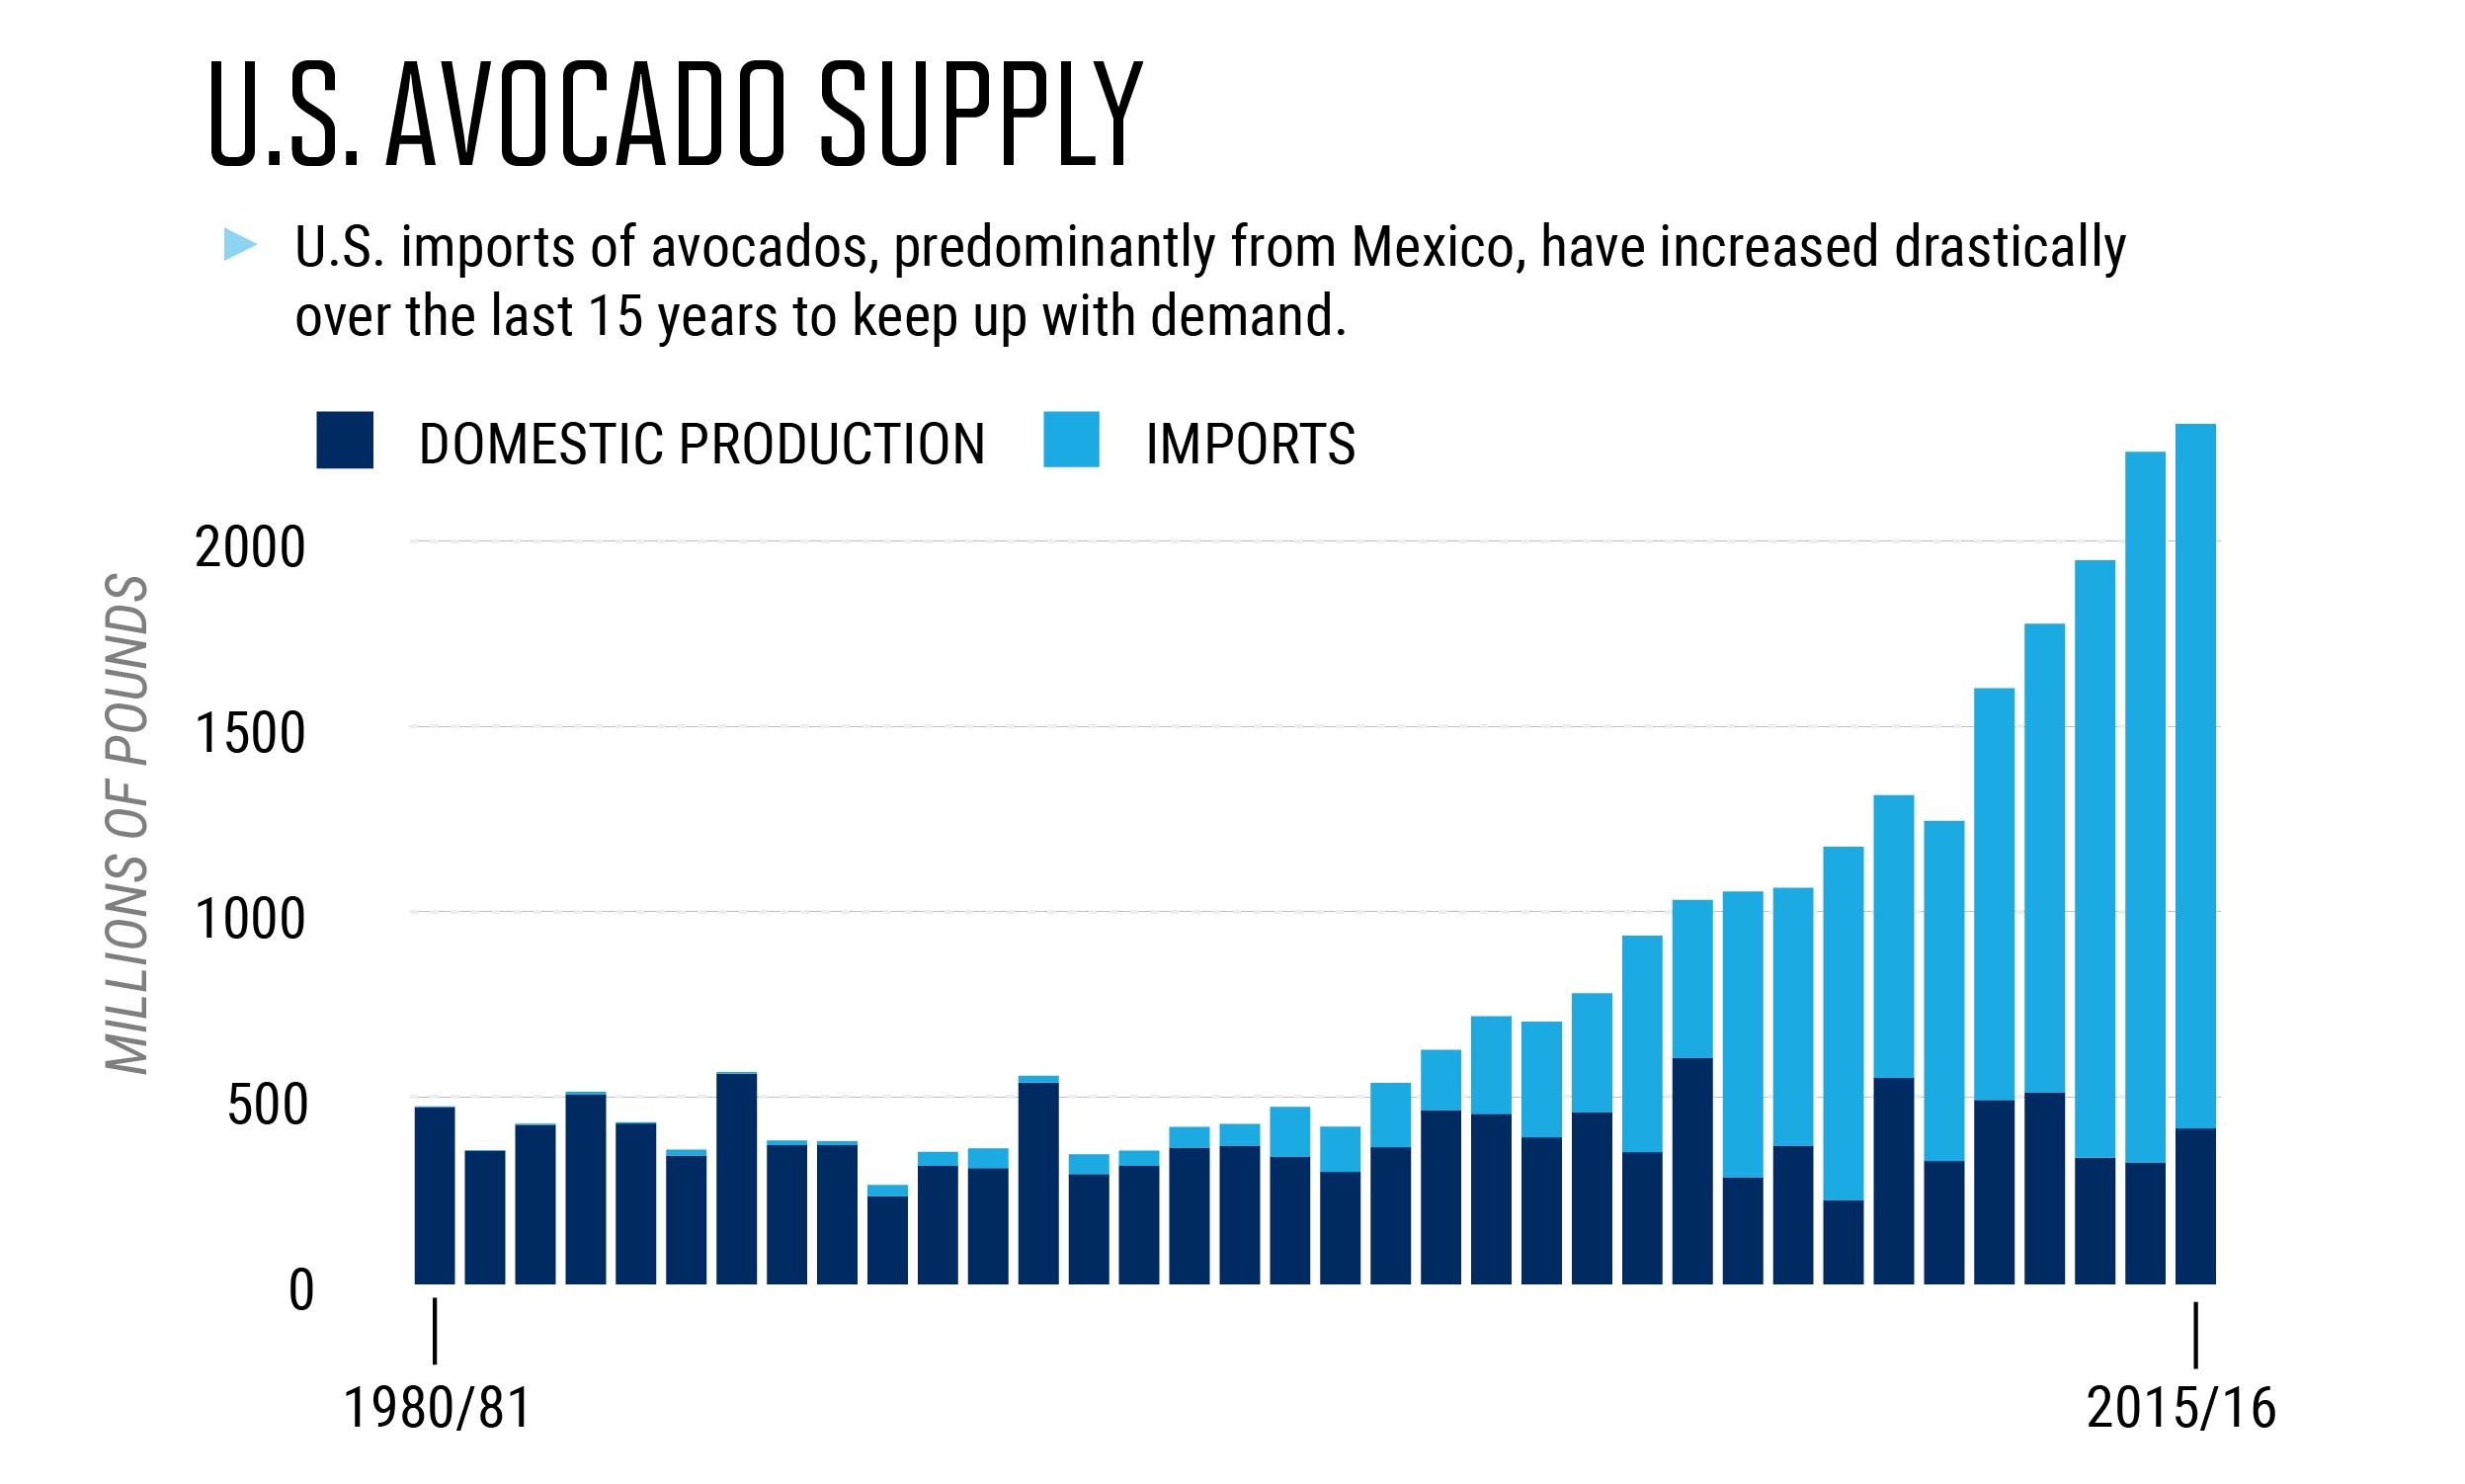 U.S. AVOCADO SUPPLY
U.S. imports of avocados, predominantly from Mexico, have increased drastically
over the last 15 years to keep up with demand.
DOMESTIC PRODUCTION IMPORTS
MILLIONS OF POUNDS
2000
1500
1000
500
0
1980/81 2015/16